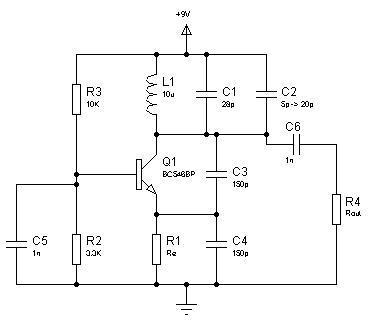 +9V
R3
10K
L1
10u
C1
28p
C2
5p-> 20p
C6
1n
Q1
BC546BP
C3
150p
R4
Rout
C5
1n
R2
3.3K
R1
Re
C4
150p